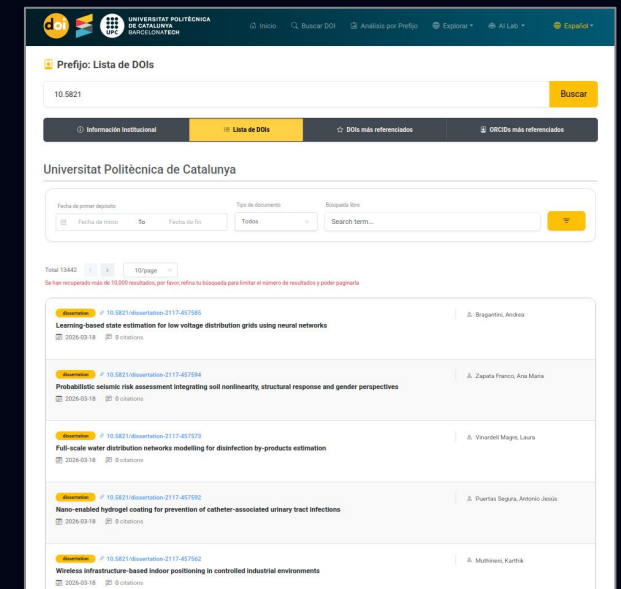 doi
UPC
UNIVERSITAT POLITÈCNICA
DE CATALUNYA
BARCELONATECH
Inicio
Buscar DOI
Análisis por Prefijo
Explorar
AI Lab
Español
Prefijo: Lista de DOIs
10.5821
Buscar
Información Institucional
Lista de DOIs
DOIs más referenciados
ORCIDs más referenciados
Universitat Politècnica de Catalunya
Fecha de primer depósito
Tipo de documento
Búsqueda libre
Fecha de inicio To Fecha de fin
Todos
Search term...
Total 13442
10/page
Se han recuperado más de 10,000 resultados, por favor, refina tu búsqueda para limitar el número de resultados y poder paginarla
dissertation 10.5821/dissertation-2117-457585
Learning-based state estimation for low voltage distribution grids using neural networks
2026-03-18 0 citations
Bragantini, Andrea
dissertation 10.5821/dissertation-2117-457594
Probabilistic seismic risk assessment integrating soil nonlinearity, structural response and gender perspectives
2026-03-18 0 citations
Zapata Franco, Ana Maria
dissertation 10.5821/dissertation-2117-457573
Full-scale water distribution networks modelling for disinfection by-products estimation
2026-03-18 0 citations
Vinardell Magre, Laura
dissertation 10.5821/dissertation-2117-457592
Nano-enabled hydrogel coating for prevention of catheter-associated urinary tract infections
2026-03-18 0 citations
Puertas Segura, Antonio Jesús
dissertation 10.5821/dissertation-2117-457562
Wireless infrastructure-based indoor positioning in controlled industrial environments
2026-03-18 0 citations
Muthineni, Karthik